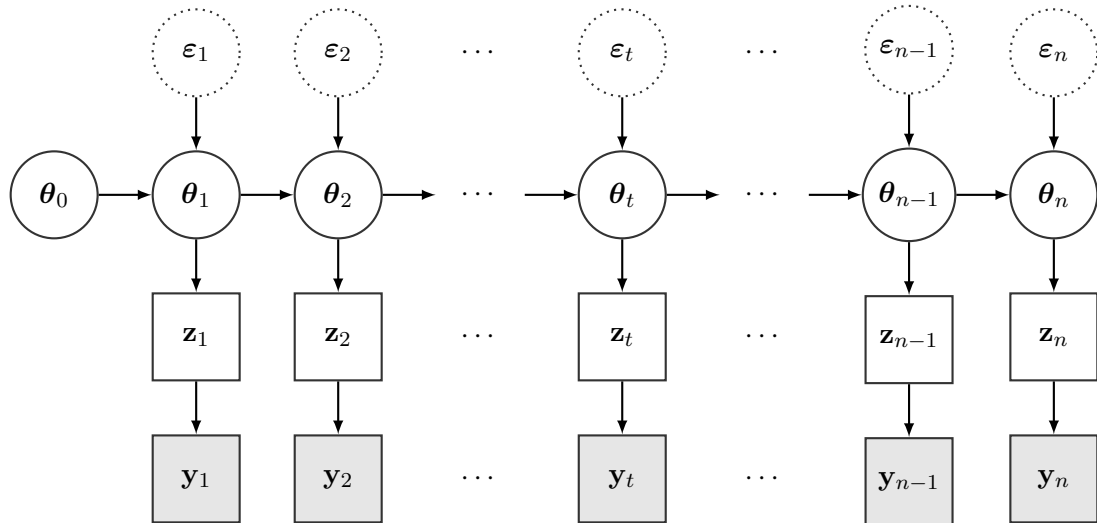 ε₁ ε₂ ··· εₜ ··· εₙ₋₁ εₙ
θ₀ θ₁ θ₂ ··· θₜ ··· θₙ₋₁ θₙ
z₁ z₂ ··· zₜ ··· zₙ₋₁ zₙ
y₁ y₂ ··· yₜ ··· yₙ₋₁ yₙ